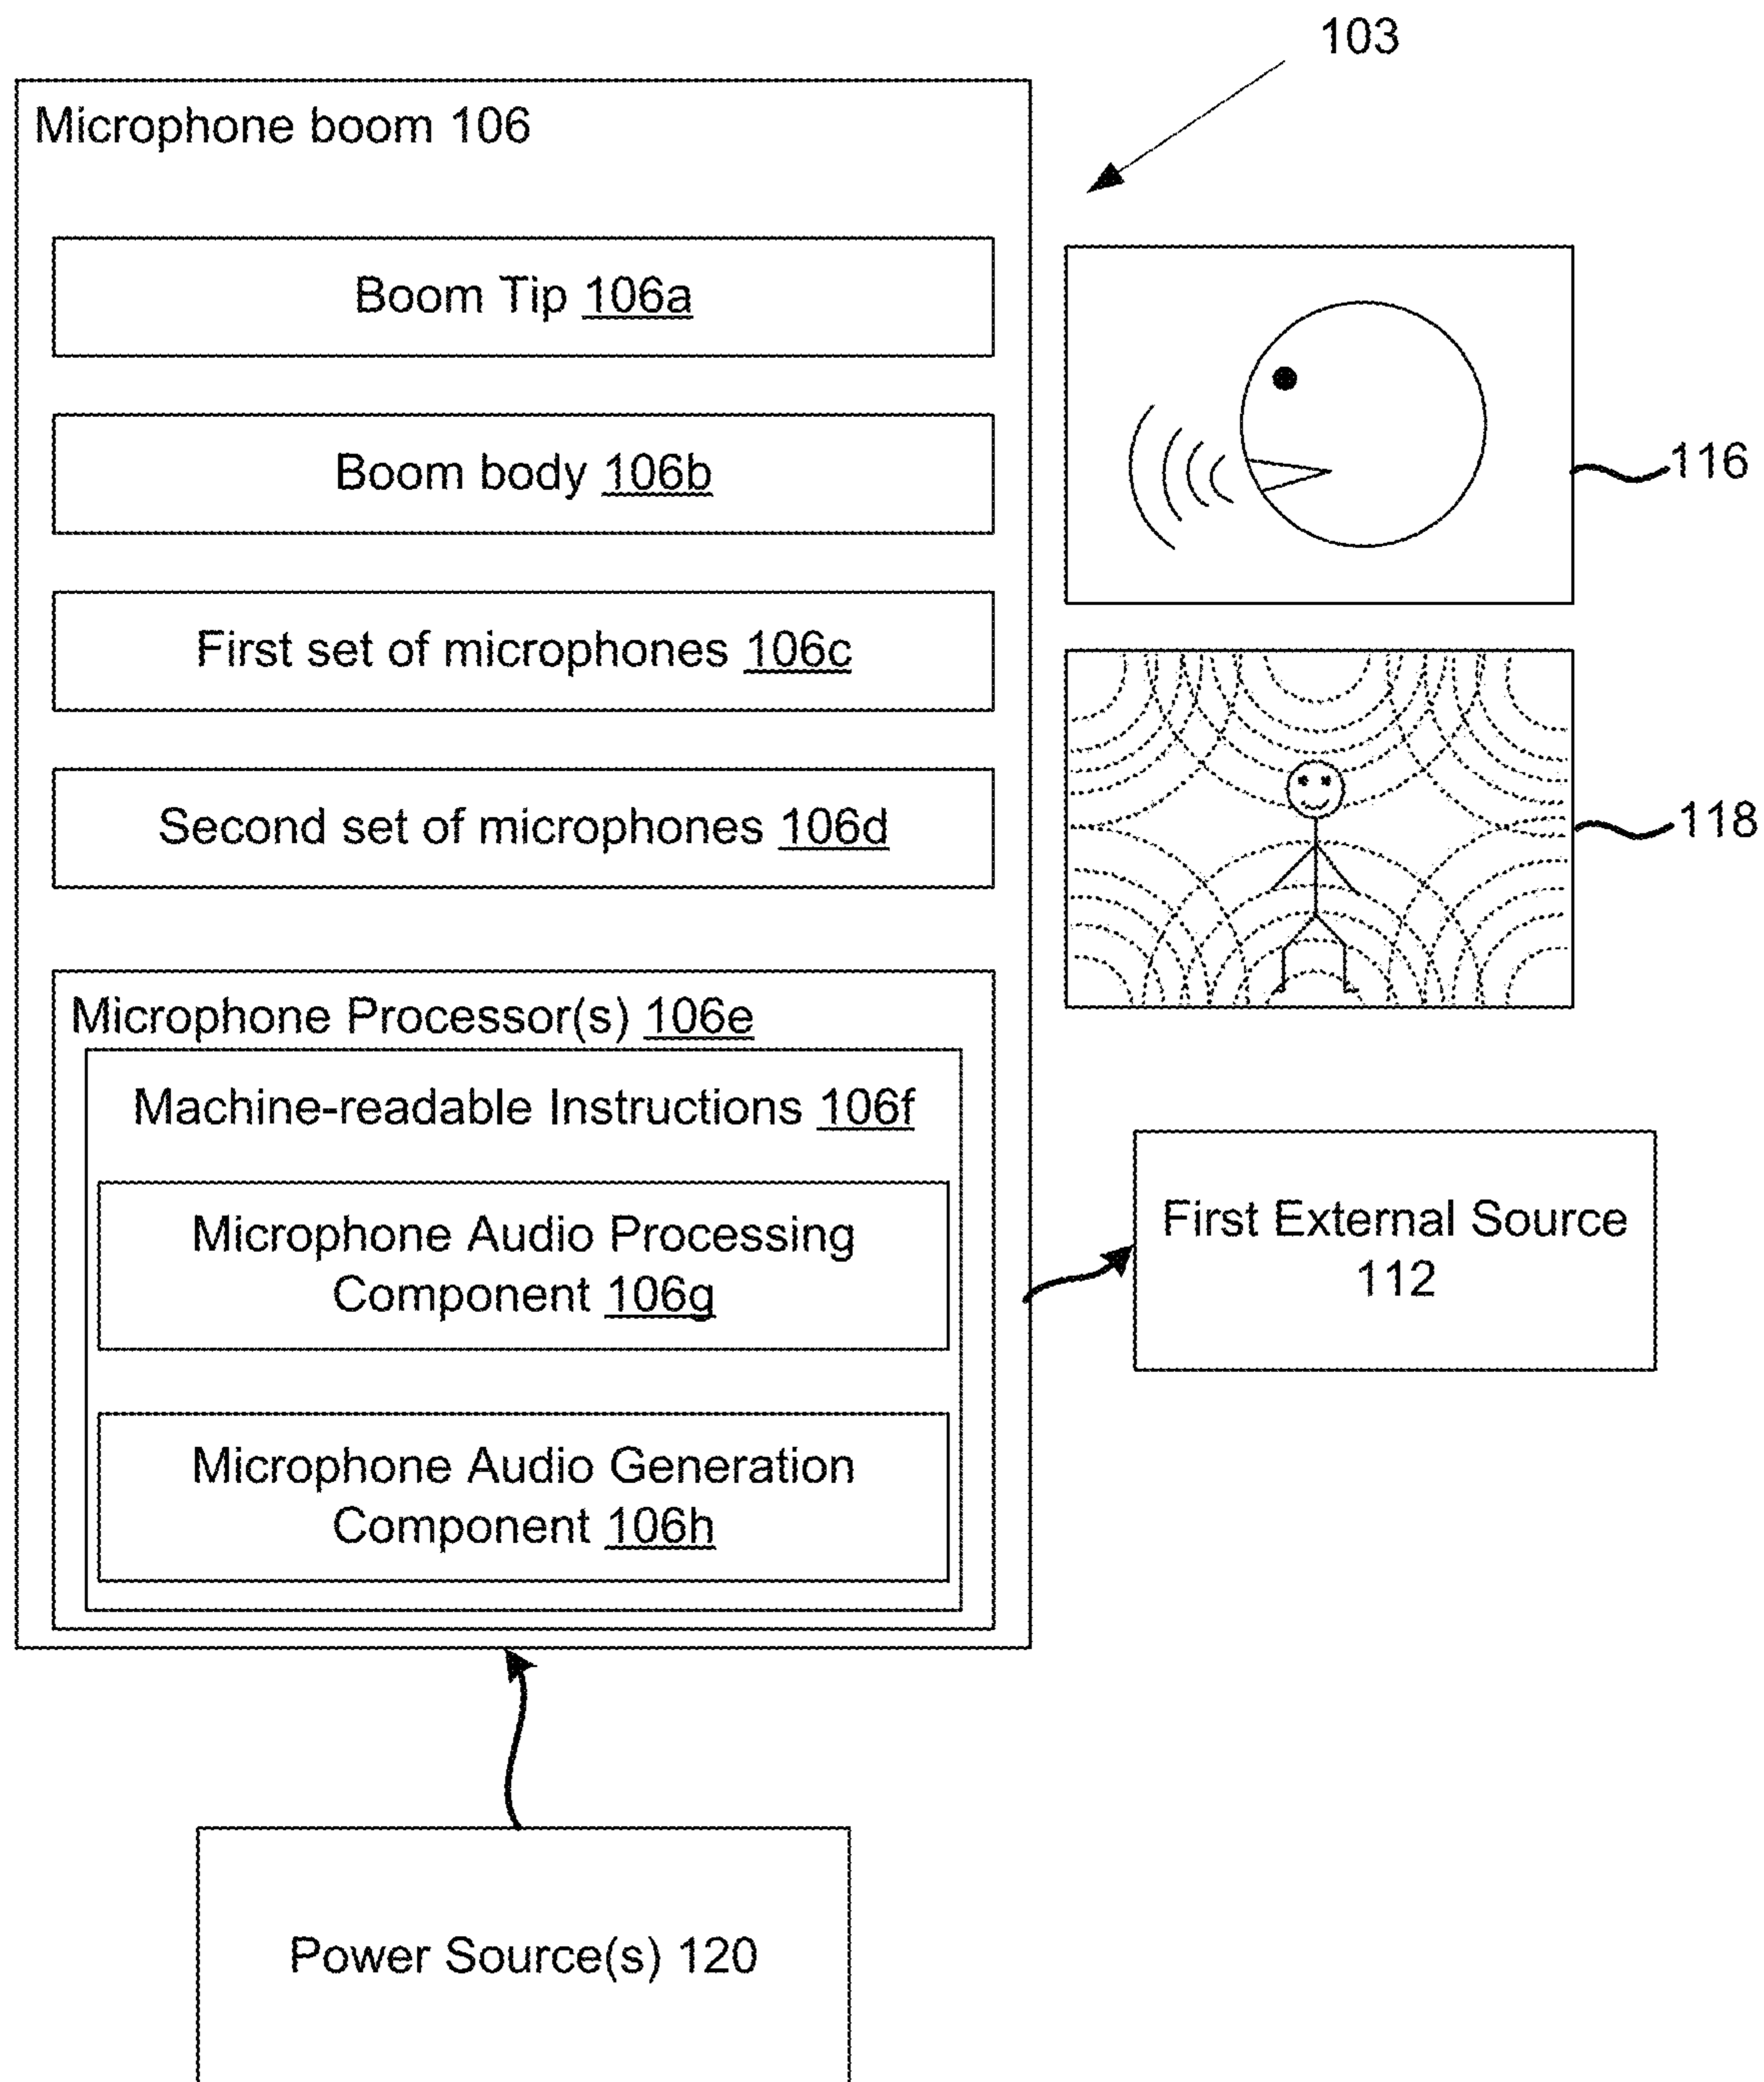 103
Microphone boom 106
Boom Tip 106a
Boom body 106b
First set of microphones 106c
Second set of microphones 106d
Microphone Processor(s) 106e
Machine-readable Instructions 106f
Microphone Audio Processing
Component 106g
Microphone Audio Generation
Component 106h
116
118
First External Source
112
Power Source(s) 120